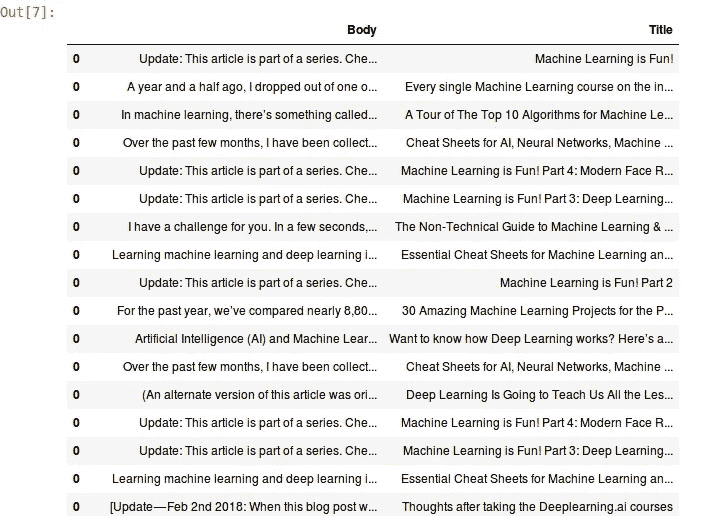 Out[7]:
Body Title
0 Update: This article is part of a series. Che... Machine Learning is Fun!
0 A year and a half ago, I dropped out of one o... Every single Machine Learning course on the in...
0 In machine learning, there’s something called... A Tour of The Top 10 Algorithms for Machine Le...
0 Over the past few months, I have been collect... Cheat Sheets for AI, Neural Networks, Machine ...
0 Update: This article is part of a series. Che... Machine Learning is Fun! Part 4: Modern Face R...
0 Update: This article is part of a series. Che... Machine Learning is Fun! Part 3: Deep Learning...
0 I have a challenge for you. In a few seconds,... The Non-Technical Guide to Machine Learning & ...
0 Learning machine learning and deep learning i... Essential Cheat Sheets for Machine Learning an...
0 Update: This article is part of a series. Che... Machine Learning is Fun! Part 2
0 For the past year, we’ve compared nearly 8,80... 30 Amazing Machine Learning Projects for the P...
0 Artificial Intelligence (AI) and Machine Lear... Want to know how Deep Learning works? Here’s a...
0 Over the past few months, I have been collect... Cheat Sheets for AI, Neural Networks, Machine ...
0 (An alternate version of this article was ori... Deep Learning Is Going to Teach Us All the Les...
0 Update: This article is part of a series. Che... Machine Learning is Fun! Part 4: Modern Face R...
0 Update: This article is part of a series. Che... Machine Learning is Fun! Part 3: Deep Learning...
0 Learning machine learning and deep learning i... Essential Cheat Sheets for Machine Learning an...
0 [Update—Feb 2nd 2018: When this blog post w... Thoughts after taking the Deeplearning.ai courses